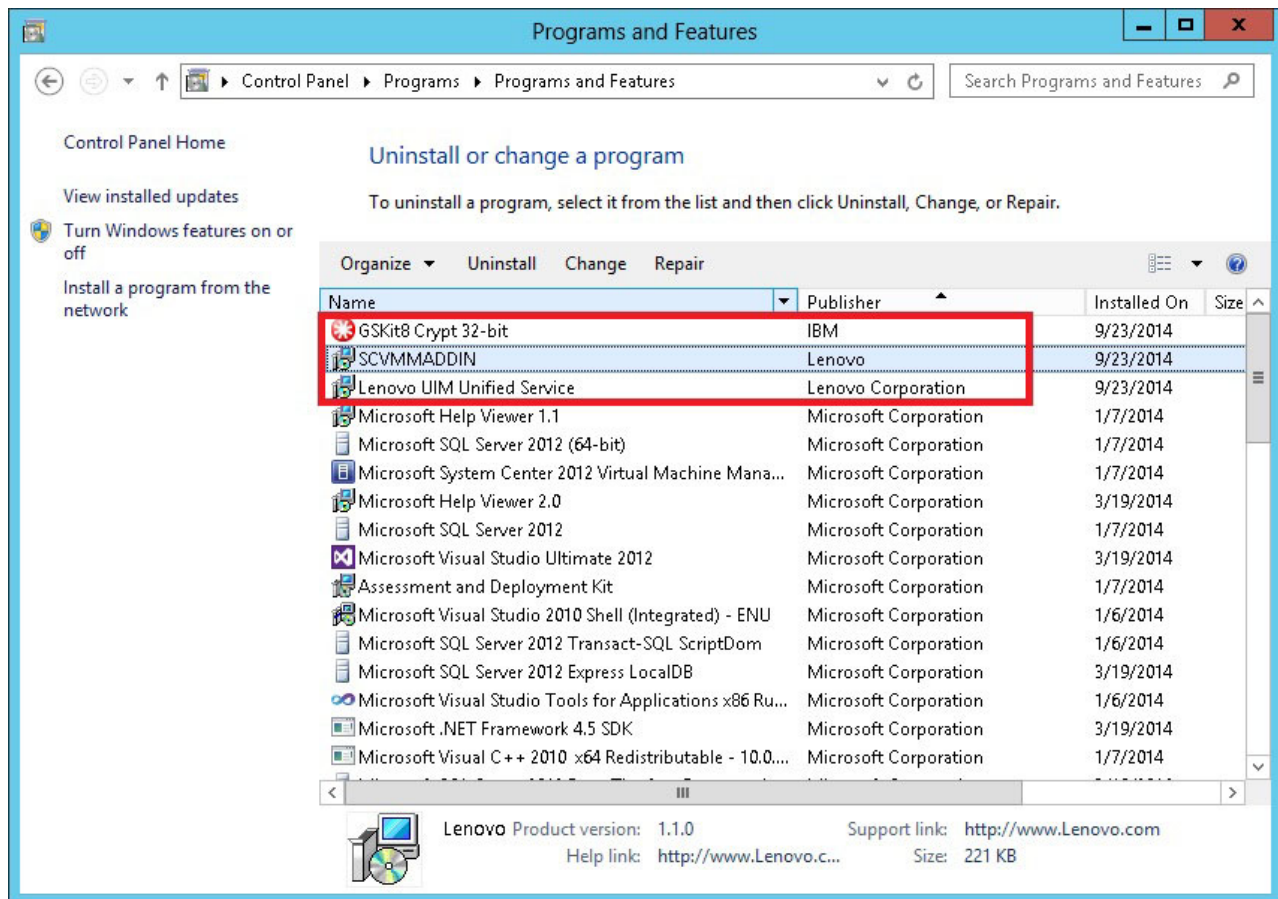 Programs and Features
Control Panel Programs Programs and Features
Search Programs and Features
Control Panel Home
View installed updates
Turn Windows features on or
off
Install a program from the
network
Uninstall or change a program
To uninstall a program, select it from the list and then click Uninstall, Change, or Repair.
Organize Uninstall Change Repair
Name Publisher Installed On Size
GSKit8 Crypt 32-bit IBM 9/23/2014
SCVMMADDIN Lenovo 9/23/2014
Lenovo UIM Unified Service Lenovo Corporation 9/23/2014
Microsoft Help Viewer 1.1 Microsoft Corporation 1/7/2014
Microsoft SQL Server 2012 (64-bit) Microsoft Corporation 1/7/2014
Microsoft System Center 2012 Virtual Machine Mana... Microsoft Corporation 1/7/2014
Microsoft Help Viewer 2.0 Microsoft Corporation 3/19/2014
Microsoft SQL Server 2012 Microsoft Corporation 1/7/2014
Microsoft Visual Studio Ultimate 2012 Microsoft Corporation 3/19/2014
Assessment and Deployment Kit Microsoft Corporation 1/7/2014
Microsoft Visual Studio 2010 Shell (Integrated) - ENU Microsoft Corporation 1/6/2014
Microsoft SQL Server 2012 Transact-SQL ScriptDom Microsoft Corporation 1/6/2014
Microsoft SQL Server 2012 Express LocalDB Microsoft Corporation 3/19/2014
Microsoft Visual Studio Tools for Applications x86 Ru... Microsoft Corporation 1/6/2014
Microsoft .NET Framework 4.5 SDK Microsoft Corporation 3/19/2014
Microsoft Visual C++ 2010 x64 Redistributable - 10.0.... Microsoft Corporation 1/7/2014
Lenovo Product version: 1.1.0 Support link: http://www.Lenovo.com
Help link: http://www.Lenovo.c... Size: 221 KB